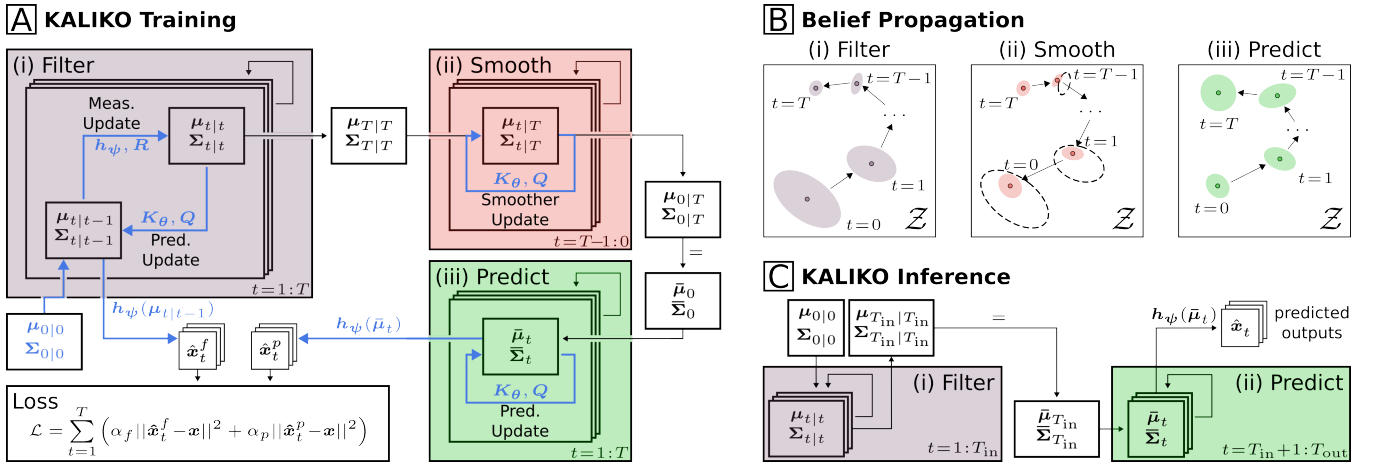 A KALIKO Training
(i) Filter
Meas.
Update
μ_{t|t}
Σ_{t|t}
h_ψ, R
K_θ, Q
μ_{t|t−1}
Σ_{t|t−1}
Pred.
Update
t=1:T
μ_{0|0}
Σ_{0|0}
μ_{T|T}
Σ_{T|T}
(ii) Smooth
μ_{t|T}
Σ_{t|T}
K_θ, Q
Smoother
Update
t=T−1:0
μ_{0|T}
Σ_{0|T}
=
μ̄_0
Σ̄_0
(iii) Predict
μ̄_t
Σ̄_t
K_θ, Q
Pred.
Update
t=1:T
h_ψ(μ_{t|t−1})
h_ψ(μ̄_t)
x̂_t^f
x̂_t^p
Loss
ℒ = ∑_{t=1}^{T} (α_f ||x̂_t^f − x||² + α_p ||x̂_t^p − x||²)
B Belief Propagation
(i) Filter
t=T−1
t=T
t=1
t=0
𝒵
(ii) Smooth
t=T−1
t=T
...
t=1
t=0
𝒵
(iii) Predict
t=T−1
t=T
...
t=1
t=0
𝒵
...
C KALIKO Inference
μ_{0|0}
Σ_{0|0}
μ_{T_in|T_in}
Σ_{T_in|T_in}
=
(i) Filter
μ_{t|t}
Σ_{t|t}
t=1:T_in
μ̄_{T_in}
Σ̄_{T_in}
h_ψ(μ̄_t)
x̂_t
predicted
outputs
(ii) Predict
μ̄_t
Σ̄_t
t=T_in+1:T_out